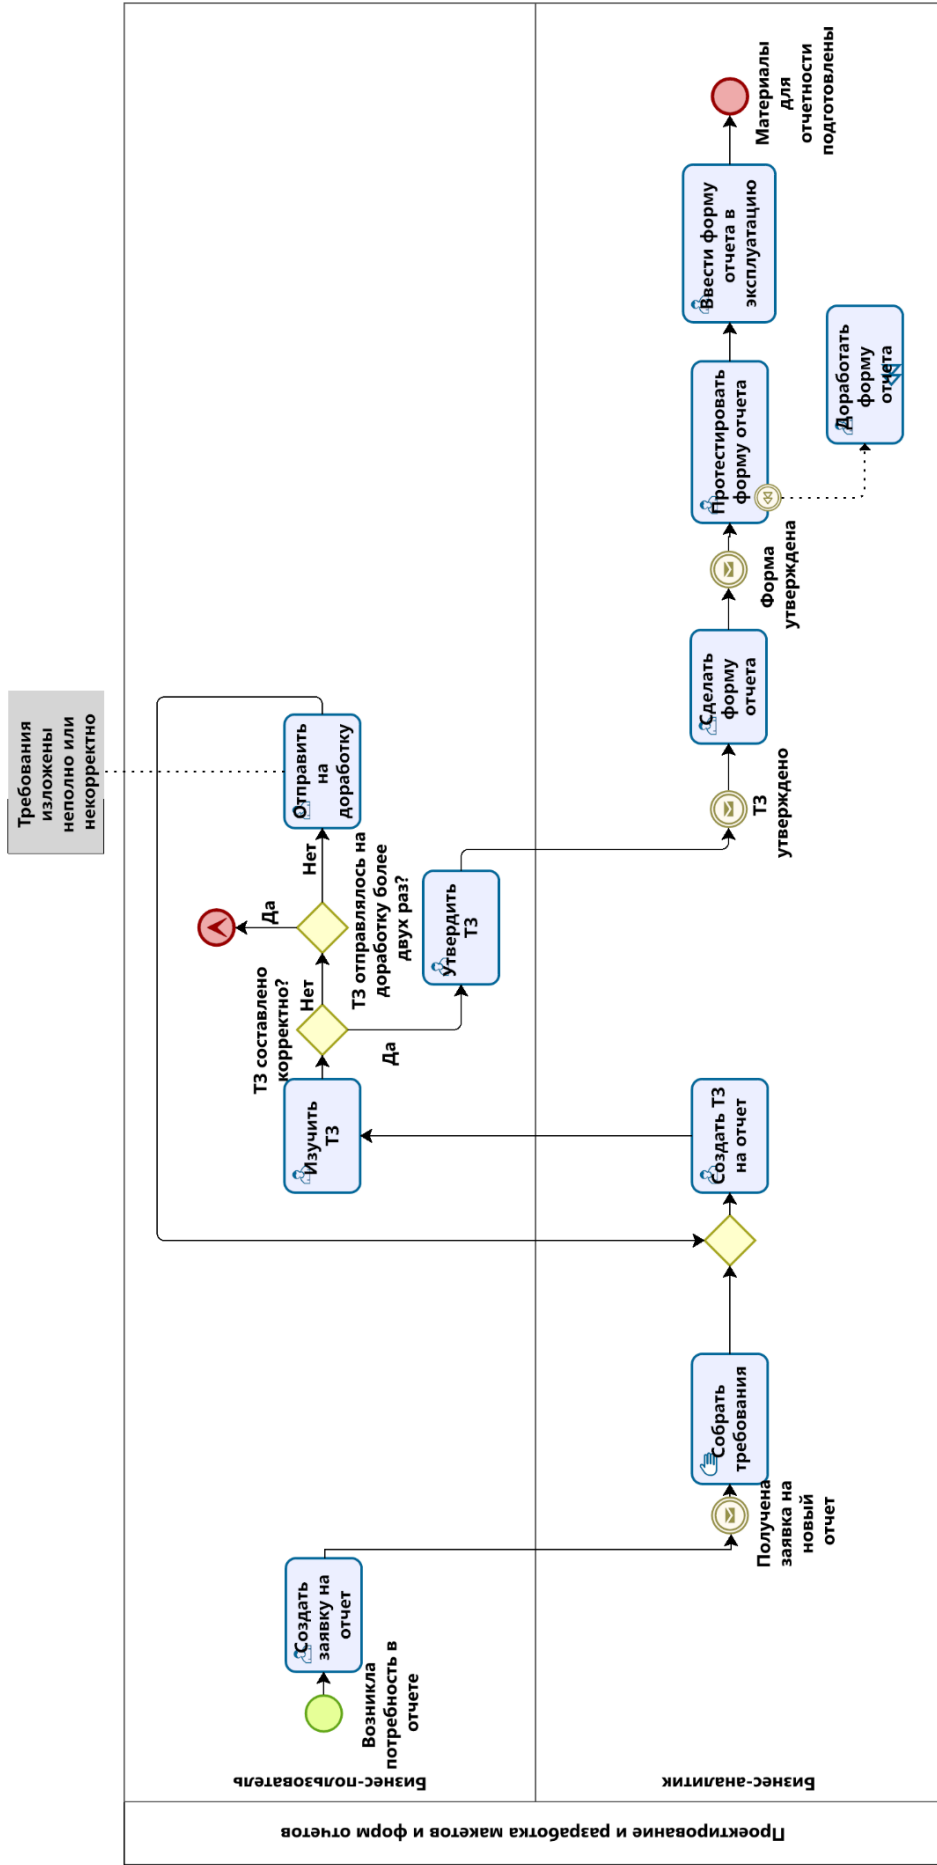 Проектирование и разработка макетов и форм отчетов
Бизнес-пользователь
Бизнес-аналитик
Возникла
потребность в
отчете
Создать
заявку на
отчет
Получена
заявка на
новый
отчет
Собрать
требования
Создать ТЗ
на отчет
Изучить
ТЗ
ТЗ составлено
корректно?
Нет
Да
ТЗ отправлялось на
доработку более
двух раз?
Да
Нет
Отправить
на
доработку
Требования
изложены
неполно или
некорректно
утвердить
ТЗ
ТЗ
утверждено
Сделать
форму
отчета
Форма
утверждена
Протестировать
форму отчета
Доработать
форму
отчета
Ввести форму
отчета в
эксплуатацию
Материалы
для
отчетности
подготовлены